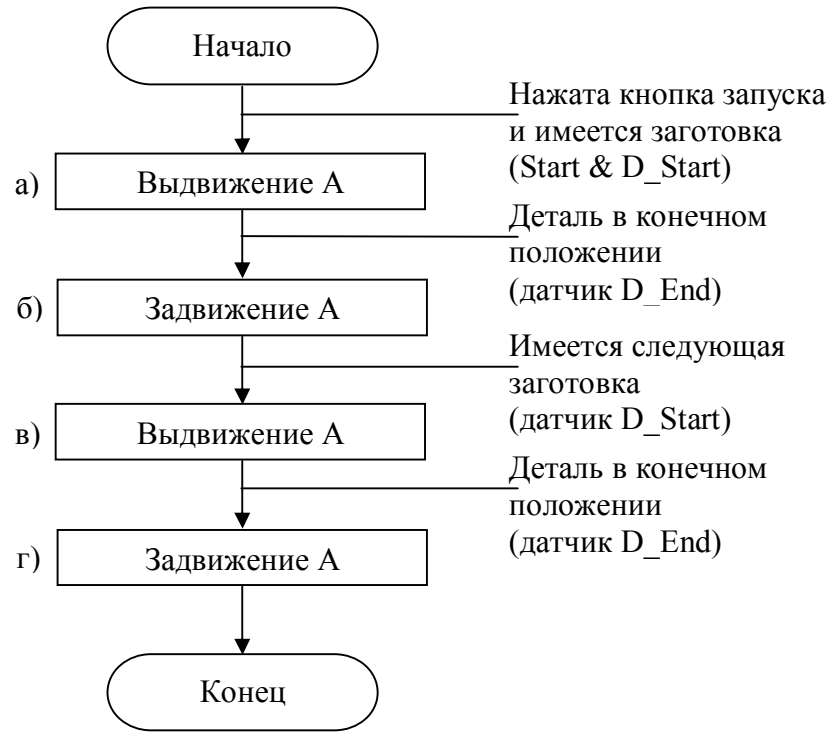 Начало
Нажата кнопка запуска
и имеется заготовка
(Start & D_Start)
а)
Выдвижение А
Деталь в конечном
положении
(датчик D_End)
б)
Задвижение А
Имеется следующая
заготовка
(датчик D_Start)
в)
Выдвижение А
Деталь в конечном
положении
(датчик D_End)
г)
Задвижение А
Конец